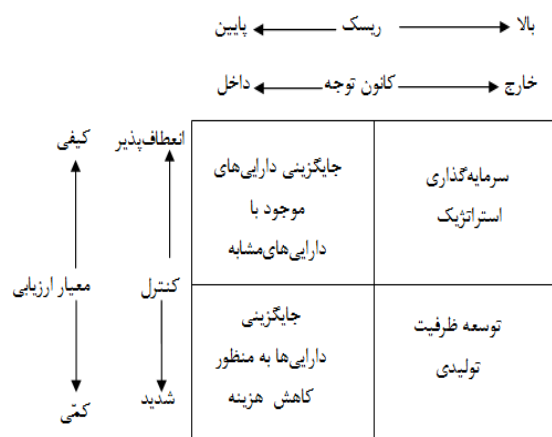 بالا ریسک پایین
خارج کانون توجه داخل
کیفی
انعطاف‌پذیر
معیار ارزیابی
کنترل
کمّی
شدید
سرمایه‌گذاری
استراتژیک
جایگزینی دارایی‌های
موجود با
دارایی‌های‌مشابه
توسعه ظرفیت
تولیدی
جایگزینی
دارایی‌ها به منظور
کاهش هزینه